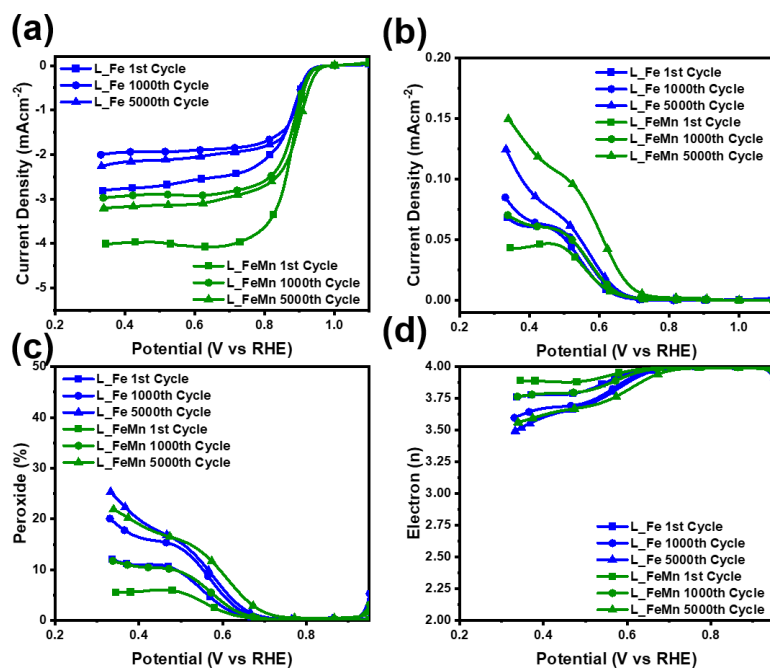 (a)
0
-1
-2
-3
-4
-5
Current Density (mAcm-2)
L_Fe 1st Cycle
L_Fe 1000th Cycle
L_Fe 5000th Cycle
L_FeMn 1st Cycle
L_FeMn 1000th Cycle
L_FeMn 5000th Cycle
0.2 0.4 0.6 0.8 1.0
Potential (V vs RHE)
(b)
0.20
0.15
0.10
0.05
0.00
Current Density (mAcm-2)
L_Fe 1st Cycle
L_Fe 1000th Cycle
L_Fe 5000th Cycle
L_FeMn 1st Cycle
L_FeMn 1000th Cycle
L_FeMn 5000th Cycle
0.2 0.4 0.6 0.8 1.0
Potential (V vs RHE)
(c)
50
40
30
20
10
0
Peroxide (%)
L_Fe 1st Cycle
L_Fe 1000th Cycle
L_Fe 5000th Cycle
L_FeMn 1st Cycle
L_FeMn 1000th Cycle
L_FeMn 5000th Cycle
0.2 0.4 0.6 0.8
Potential (V vs RHE)
(d)
4.00
3.75
3.50
3.25
3.00
2.75
2.50
2.25
2.00
Electron (n)
L_Fe 1st Cycle
L_Fe 1000th Cycle
L_Fe 5000th Cycle
L_FeMn 1st Cycle
L_FeMn 1000th Cycle
L_FeMn 5000th Cycle
0.2 0.4 0.6 0.8
Potential (V vs RHE)